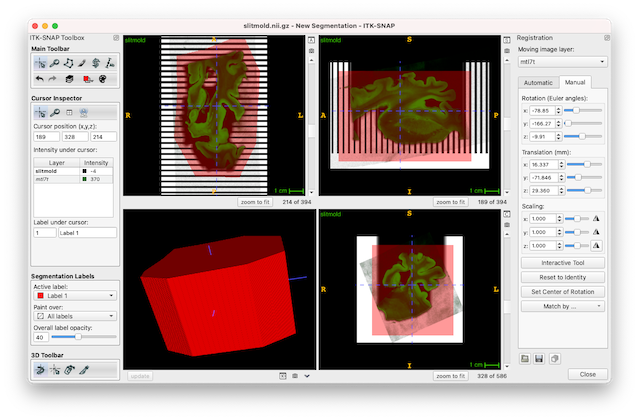 slitmold.nii.gz - New Segmentation - ITK-SNAP
ITK-SNAP Toolbox
Main Toolbar
Cursor Inspector
Cursor position (x,y,z):
189 328 214
Intensity under cursor:
Layer Intensity
slitmold -4
mtl7t 370
Label under cursor:
1 Label 1
Segmentation Labels
Active label:
Label 1
Paint over:
All labels
Overall label opacity:
40
3D Toolbar
slitmold
S
R
L
I
1 cm
zoom to fit
214 of 394
slitmold
S
A
P
I
1 cm
zoom to fit
189 of 394
update
slitmold
S
R
L
I
1 cm
zoom to fit
328 of 586
Registration
Moving image layer:
mtl7t
Automatic Manual
Rotation (Euler angles):
x: -78.85
y: -166.27
z: -9.91
Translation (mm):
x: 16.337
y: -71.846
z: 29.380
Scaling:
x: 1.000
y: 1.000
z: 1.000
Interactive Tool
Reset to Identity
Set Center of Rotation
Match by ...
Close